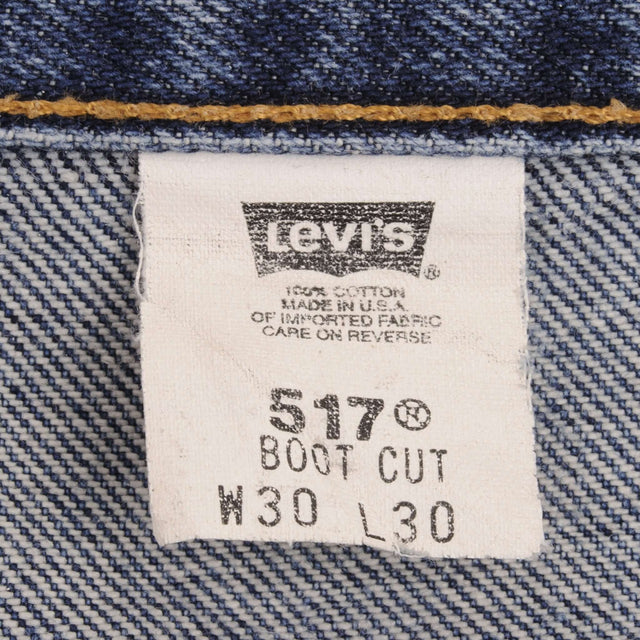 Levi's ®
100% COTTON
MADE IN U.S.A.
OF IMPORTED FABRIC
CARE ON REVERSE
517®
BOOT CUT
W30 L30